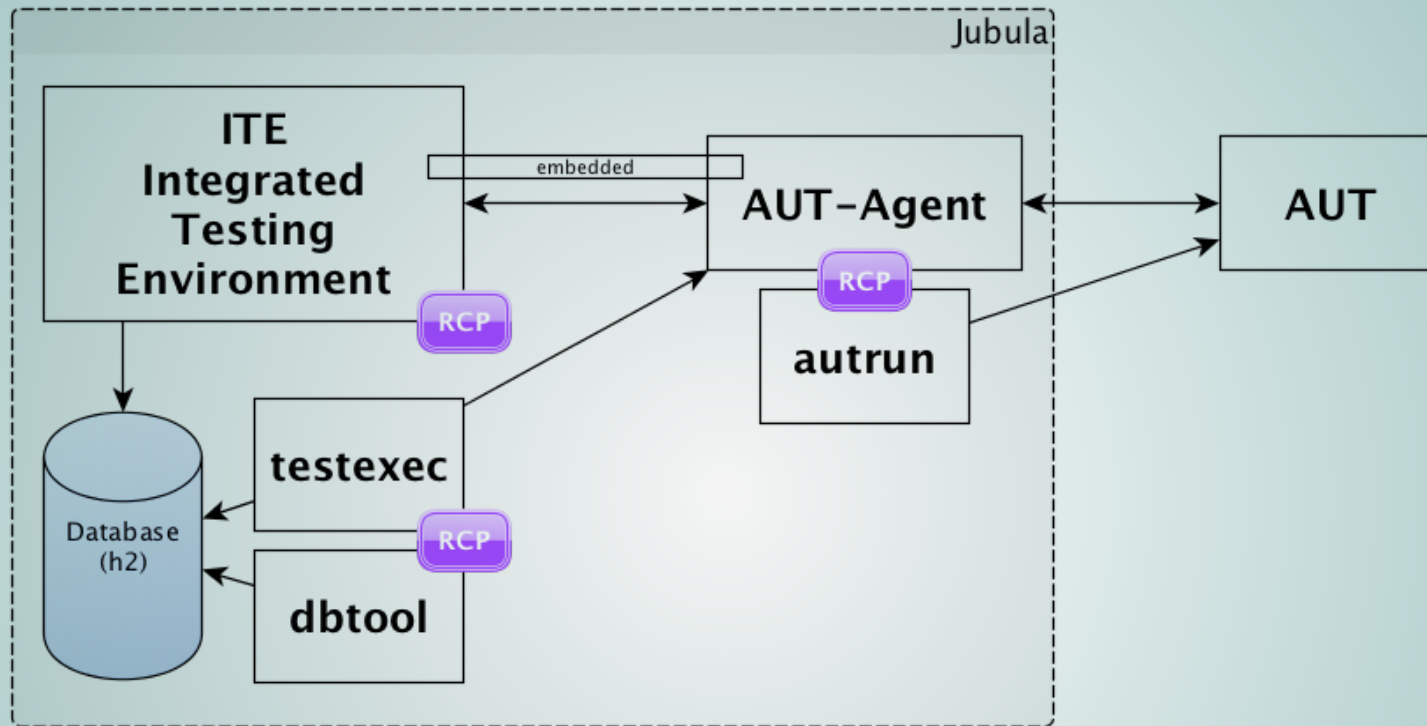 Jubula
ITE
Integrated
Testing
Environment
RCP
embedded
AUT-Agent
RCP
autrun
AUT
testexec
RCP
dbtool
Database
(h2)